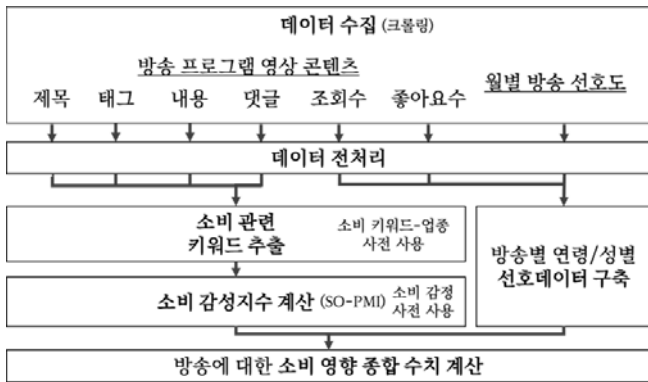 데이터 수집 (크롤링)
방송 프로그램 영상 콘텐츠
월별 방송 선호도
제목 태그 내용 댓글 조회수 좋아요수
데이터 전처리
소비 관련
키워드 추출
소비 키워드-업종
사전 사용
방송별 연령/성별
선호데이터 구축
소비 감성지수 계산 (SO-PMI)
소비 감정
사전 사용
방송에 대한 소비 영향 종합 수치 계산